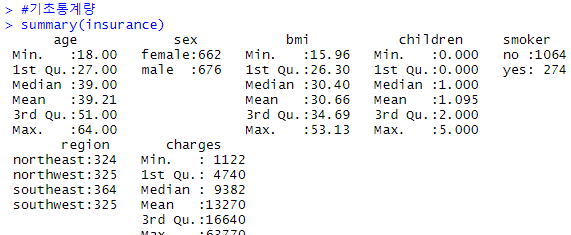 > #기초통계량
> summary(insurance)
      age            sex           bmi           children      smoker
 Min.   :18.00   female:662   Min.   :15.96   Min.   :0.000   no :1064
 1st Qu.:27.00   male  :676   1st Qu.:26.30   1st Qu.:0.000   yes: 274
 Median :39.00                Median :30.40   Median :1.000
 Mean   :39.21                Mean   :30.66   Mean   :1.095
 3rd Qu.:51.00                3rd Qu.:34.69   3rd Qu.:2.000
 Max.   :64.00                Max.   :53.13   Max.   :5.000
       region       charges
 northeast:324   Min.   : 1122
 northwest:325   1st Qu.: 4740
 southeast:364   Median : 9382
 southwest:325   Mean   :13270
                 3rd Qu.:16640
                 Max.   :63770